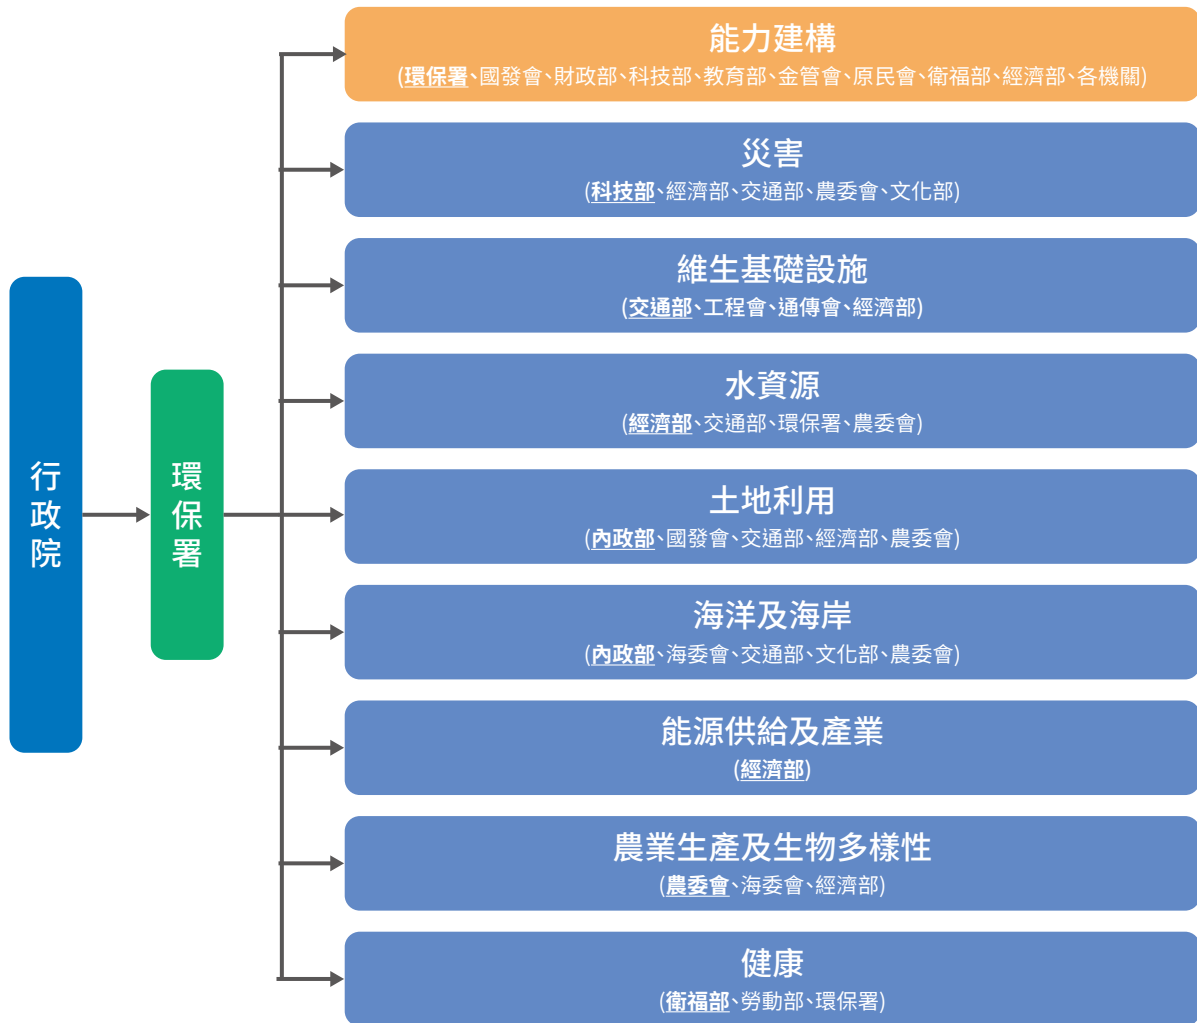 行政院
環保署
能力建構
(環保署、國發會、財政部、科技部、教育部、金管會、原民會、衛福部、經濟部、各機關)
災害
(科技部、經濟部、交通部、農委會、文化部)
維生基礎設施
(交通部、工程會、通傳會、經濟部)
水資源
(經濟部、交通部、環保署、農委會)
土地利用
(內政部、國發會、交通部、經濟部、農委會)
海洋及海岸
(內政部、海委會、交通部、文化部、農委會)
能源供給及產業
(經濟部)
農業生產及生物多樣性
(農委會、海委會、經濟部)
健康
(衛福部、勞動部、環保署)